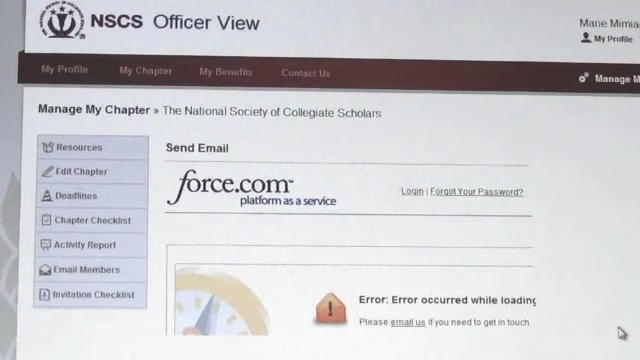 NSCS Officer View
My Profile
My Profile My Chapter My Benefits Contact Us
Manage My Chapter » The National Society of Collegiate Scholars
Resources
Edit Chapter
Deadlines
Chapter Checklist
Activity Report
Email Members
Invitation Checklist
Send Email
force.com
platform as a service
Login | Forgot Your Password?
Error: Error occurred while loading
Please email us if you need to get in touch